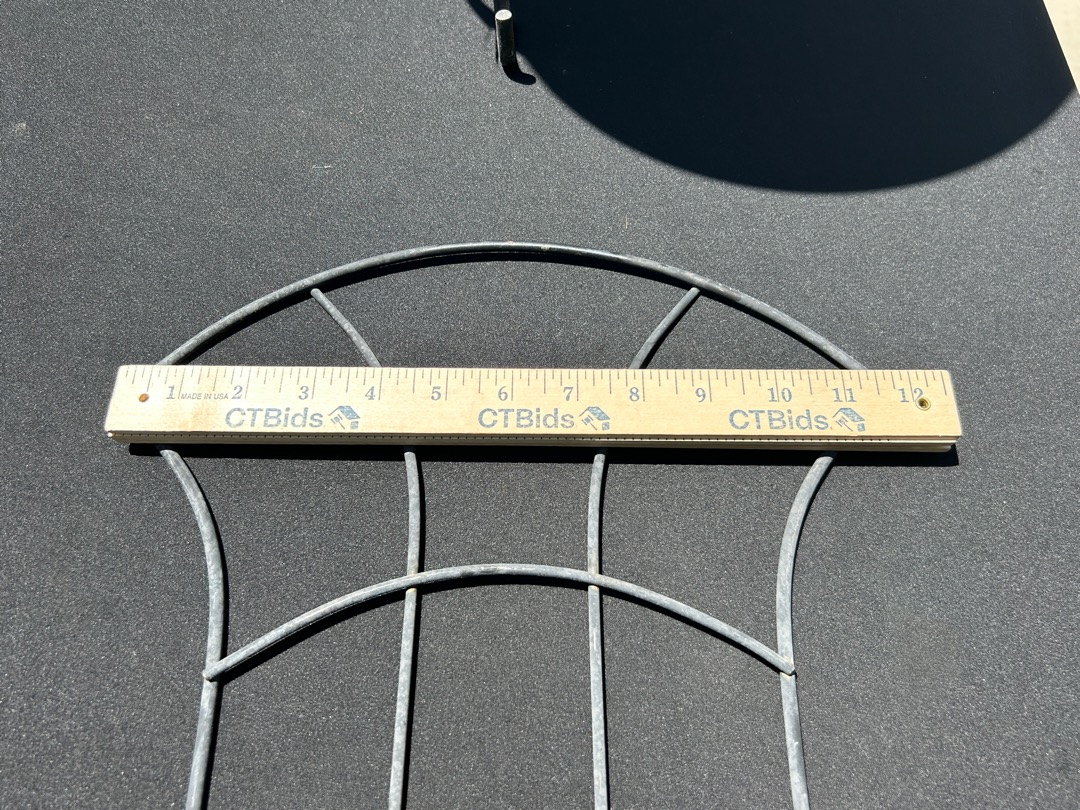 1 MADE IN USA 2 3 4 5 6 7 8 9 10 11 12
CTBids CTBids CTBids